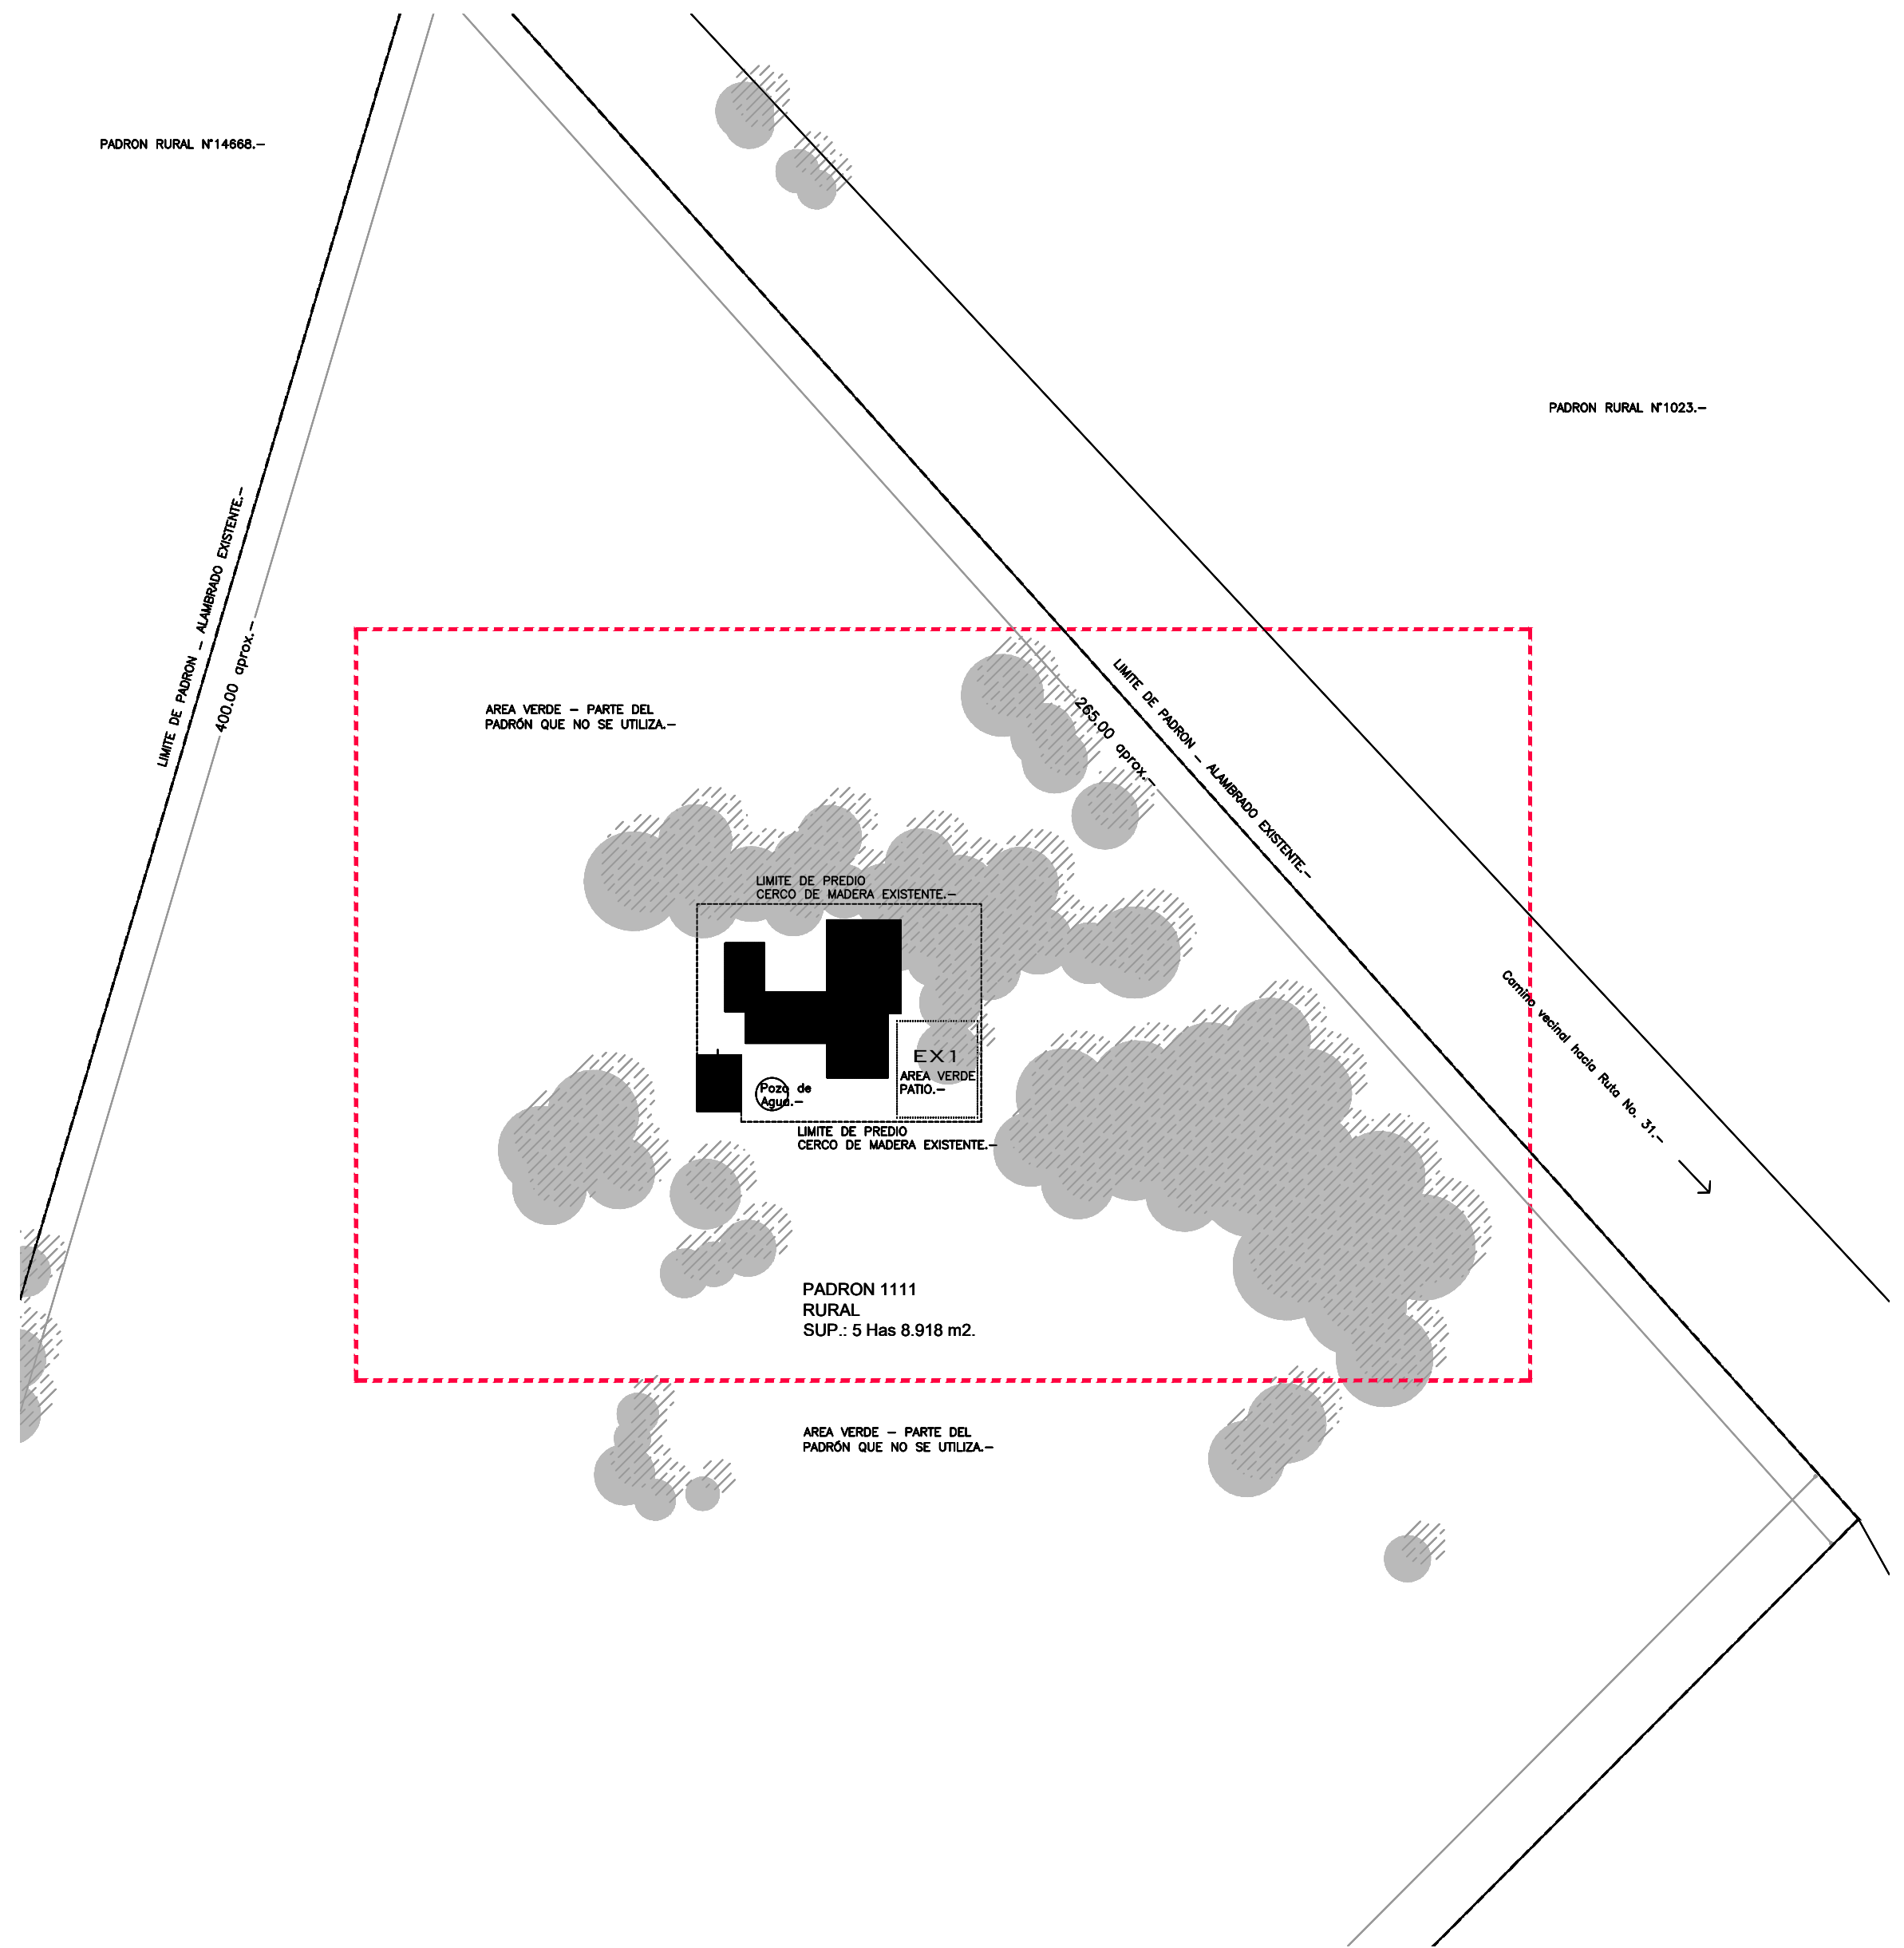 PADRON RURAL N°14668.-
PADRON RURAL N°1023.-
LIMITE DE PADRON - ALAMBRADO EXISTENTE.-
400.00 aprox.-
LIMITE DE PADRON - ALAMBRADO EXISTENTE.-
265.00 aprox.-
AREA VERDE - PARTE DEL
PADRÓN QUE NO SE UTILIZA.-
LIMITE DE PREDIO
CERCO DE MADERA EXISTENTE.-
Camino vecinal hacia Ruta No. 31.-
EX1
AREA VERDE
PATIO.-
Pozo de
Agua.-
LIMITE DE PREDIO
CERCO DE MADERA EXISTENTE.-
PADRON 1111
RURAL
SUP.: 5 Has 8.918 m2.
AREA VERDE - PARTE DEL
PADRÓN QUE NO SE UTILIZA.-